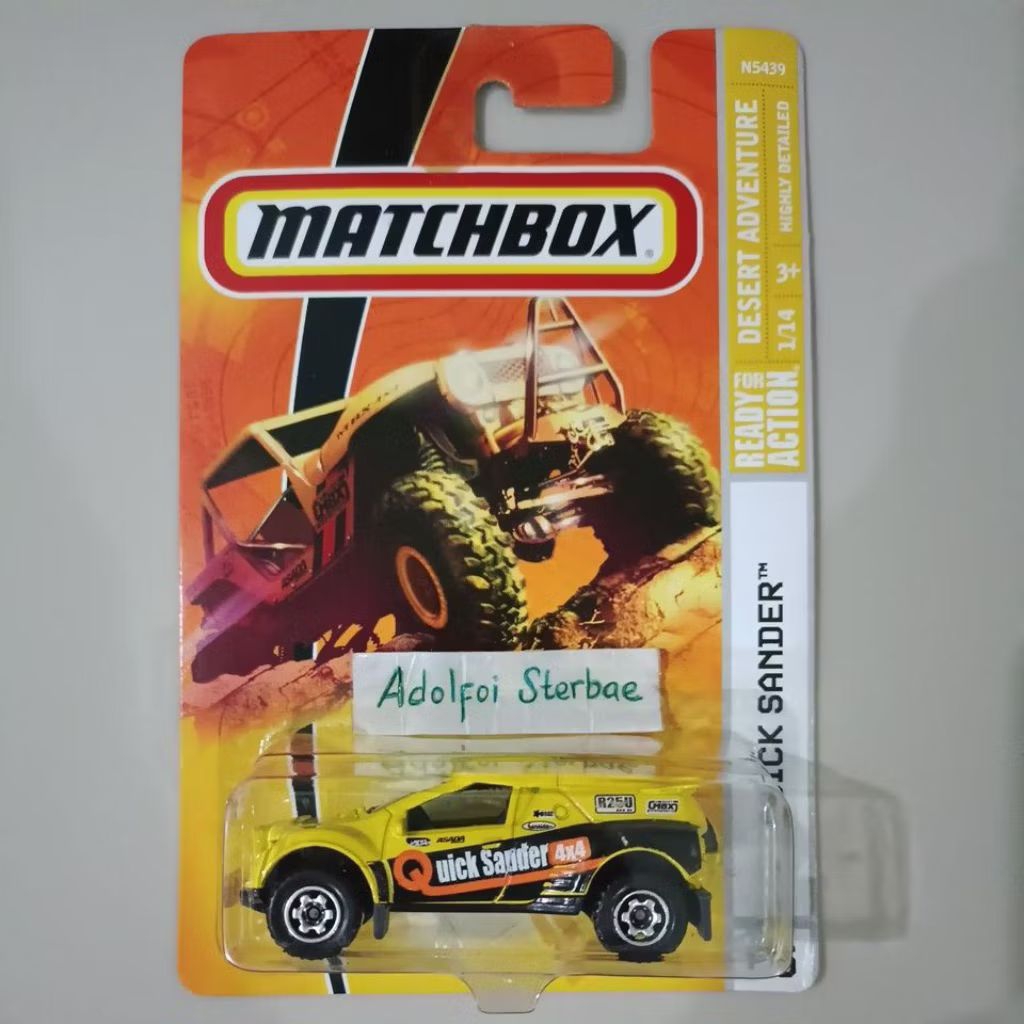 N5439
DESERT ADVENTURE
HIGHLY DETAILED
1/14 3+
READY FOR ACTION.
MATCHBOX®
SANDER™
Adolfoi Sterbae
R250
ASADA
Quick Sander 4x4